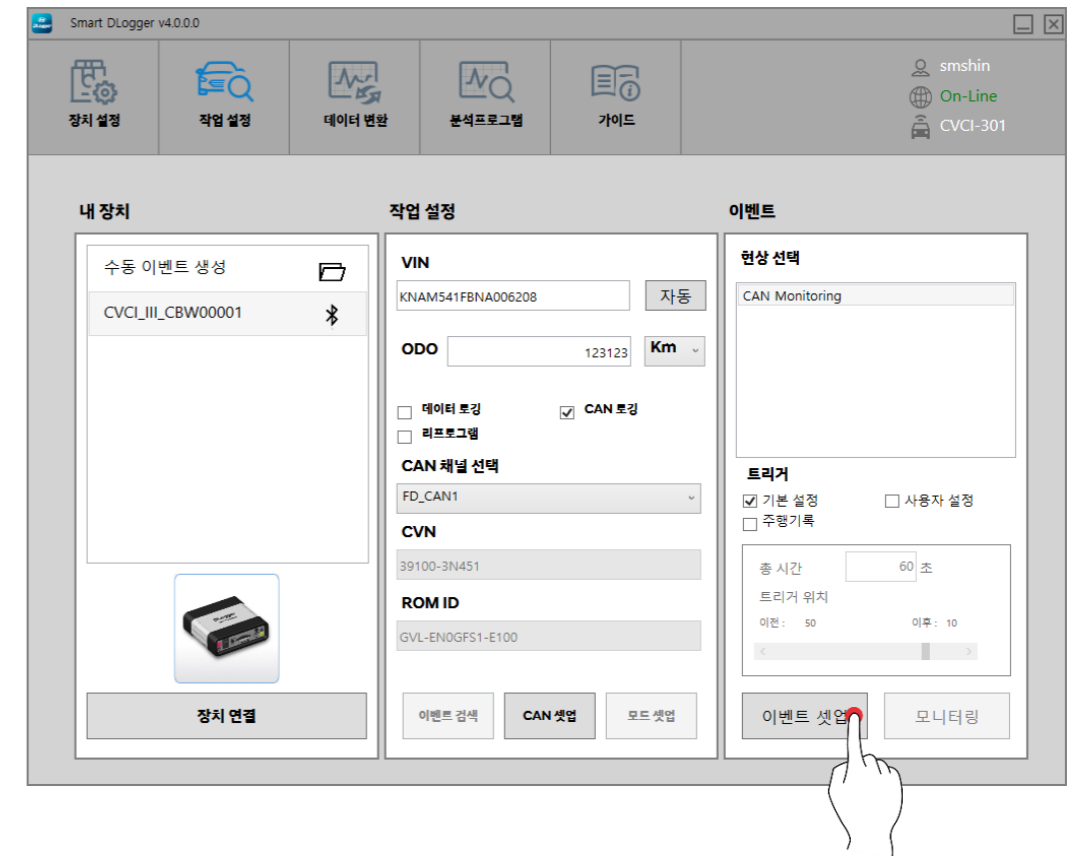 Smart DLogger v4.0.0.0
장치 설정
작업 설정
데이터 변환
분석프로그램
가이드
smshin
On-Line
CVCI-301
내 장치
수동 이벤트 생성
CVCI_III_CBW00001
장치 연결
작업 설정
VIN
KNAM541FBNA006208 자동
ODO 123123 Km
데이터 로깅 CAN 로깅
리프로그램
CAN 채널 선택
FD_CAN1
CVN
39100-3N451
ROM ID
GVL-EN0GFS1-E100
이벤트 검색 CAN 셋업 모드 셋업
이벤트
현상 선택
CAN Monitoring
트리거
기본 설정 사용자 설정
주행기록
총 시간 60 초
트리거 위치
이전 : 50 이후 : 10
이벤트 셋업 모니터링